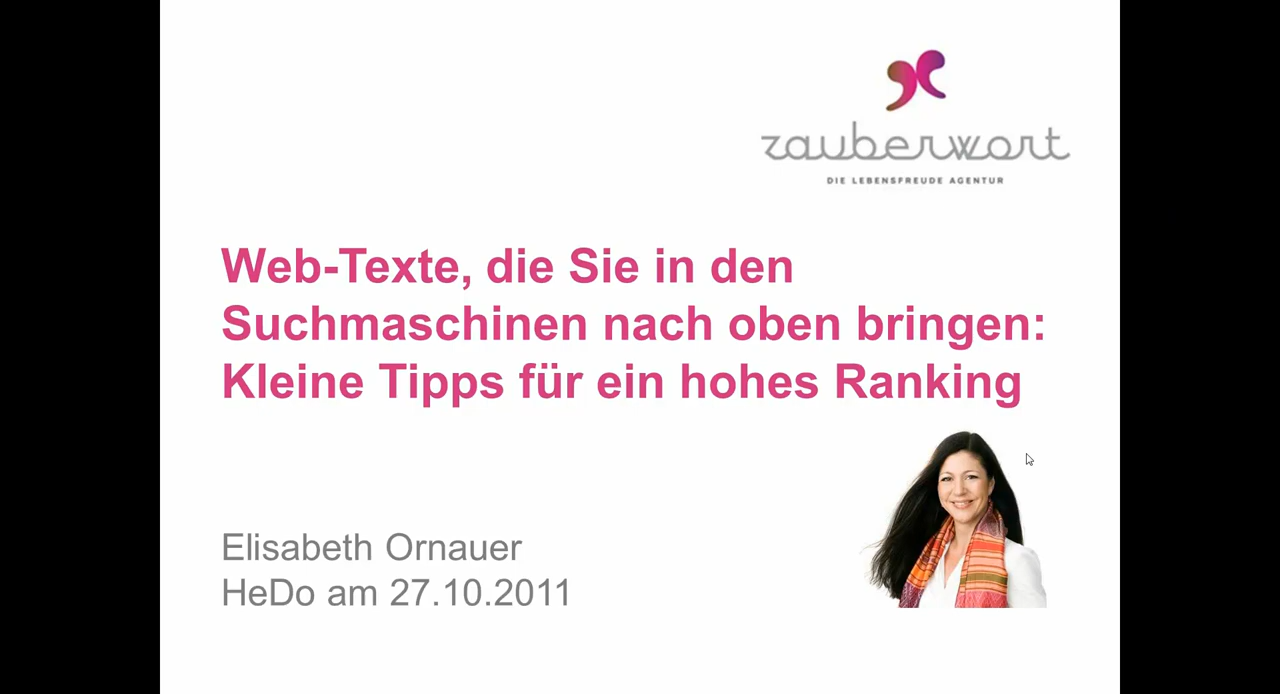 zauberwort
DIE LEBENSFREUDE AGENTUR
Web-Texte, die Sie in den
Suchmaschinen nach oben bringen:
Kleine Tipps für ein hohes Ranking
Elisabeth Ornauer
HeDo am 27.10.2011